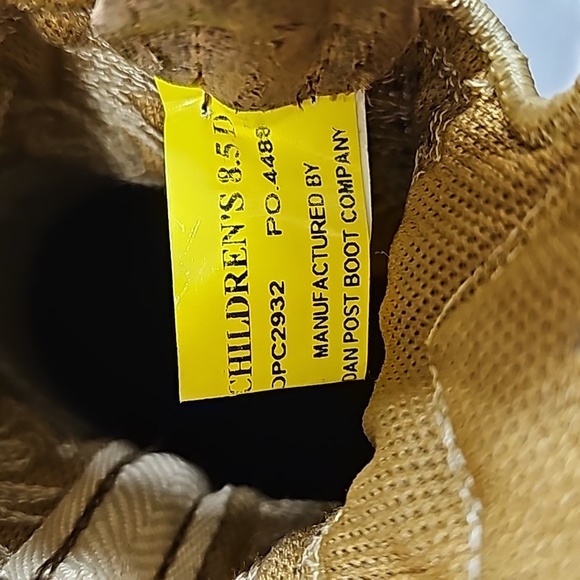 CHILDREN'S 8.5 D
DPC2932 PO.4488
MANUFACTURED BY
DAN POST BOOT COMPANY